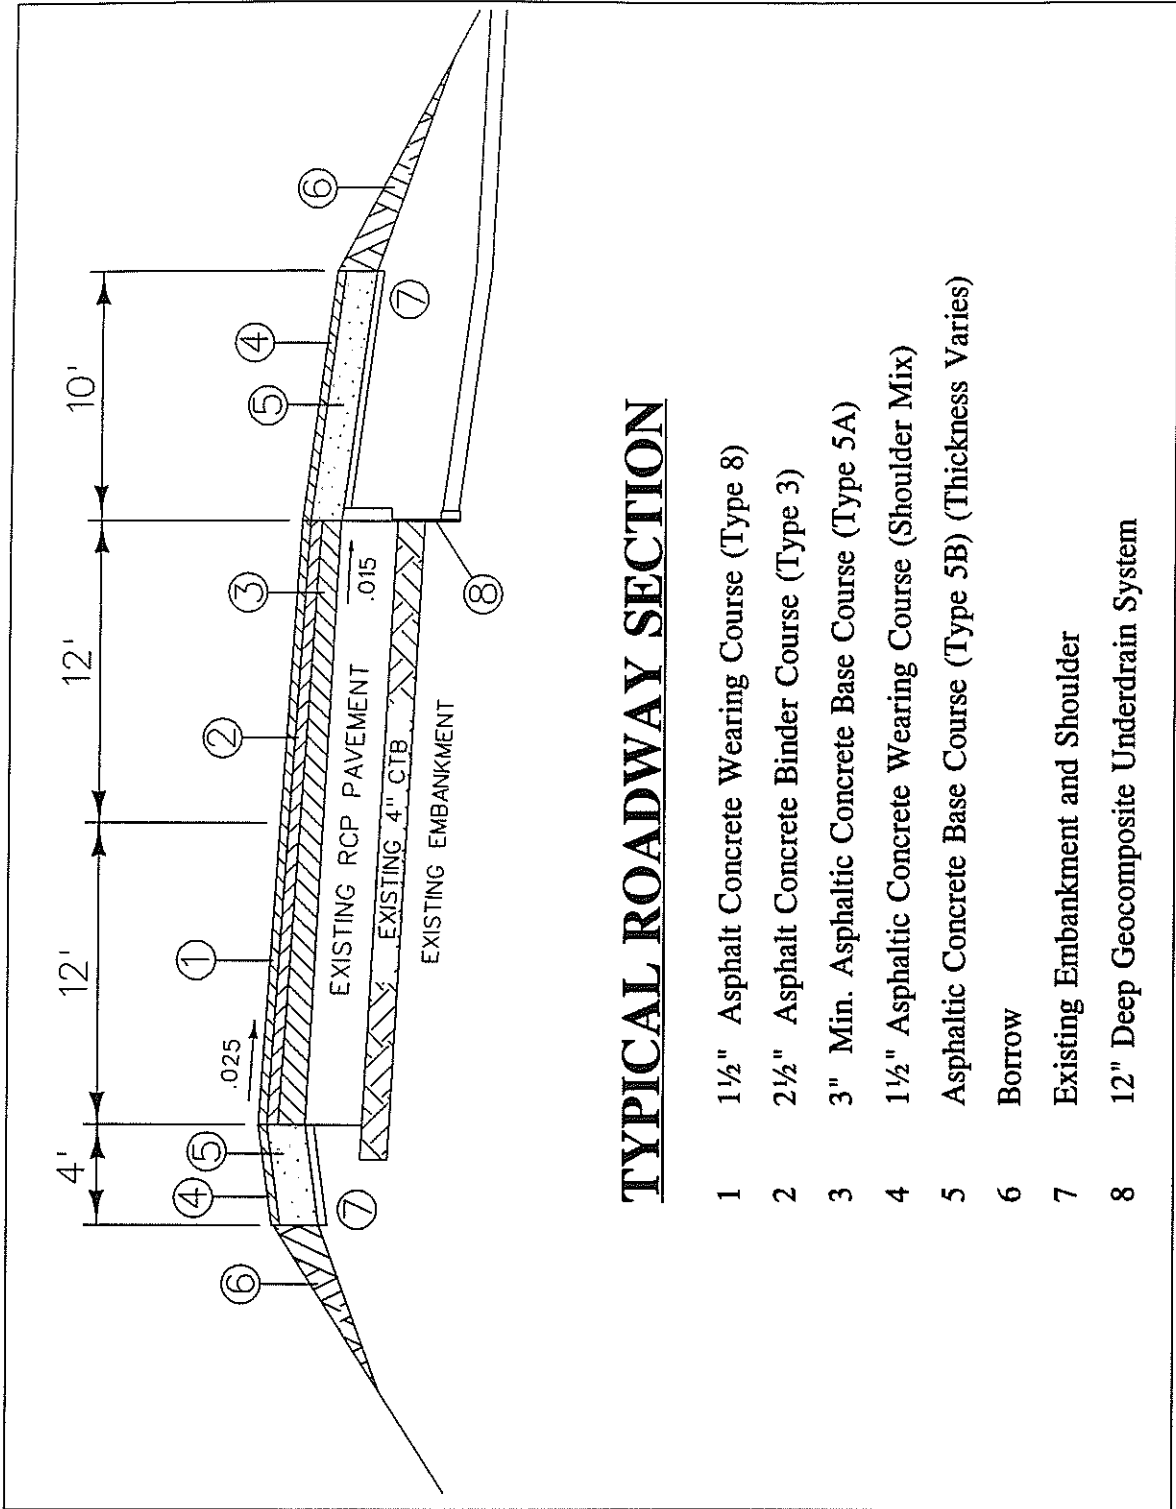 4' 12' 12' 10'
.025
1
2
3
4
5
6
7
4
5
6
7
8
.015
EXISTING RCP PAVEMENT
EXISTING 4" CTB
EXISTING EMBANKMENT
TYPICAL ROADWAY SECTION
1 1½" Asphalt Concrete Wearing Course (Type 8)
2 2½" Asphalt Concrete Binder Course (Type 3)
3 3" Min. Asphaltic Concrete Base Course (Type 5A)
4 1½" Asphaltic Concrete Wearing Course (Shoulder Mix)
5 Asphaltic Concrete Base Course (Type 5B) (Thickness Varies)
6 Borrow
7 Existing Embankment and Shoulder
8 12" Deep Geocomposite Underdrain System